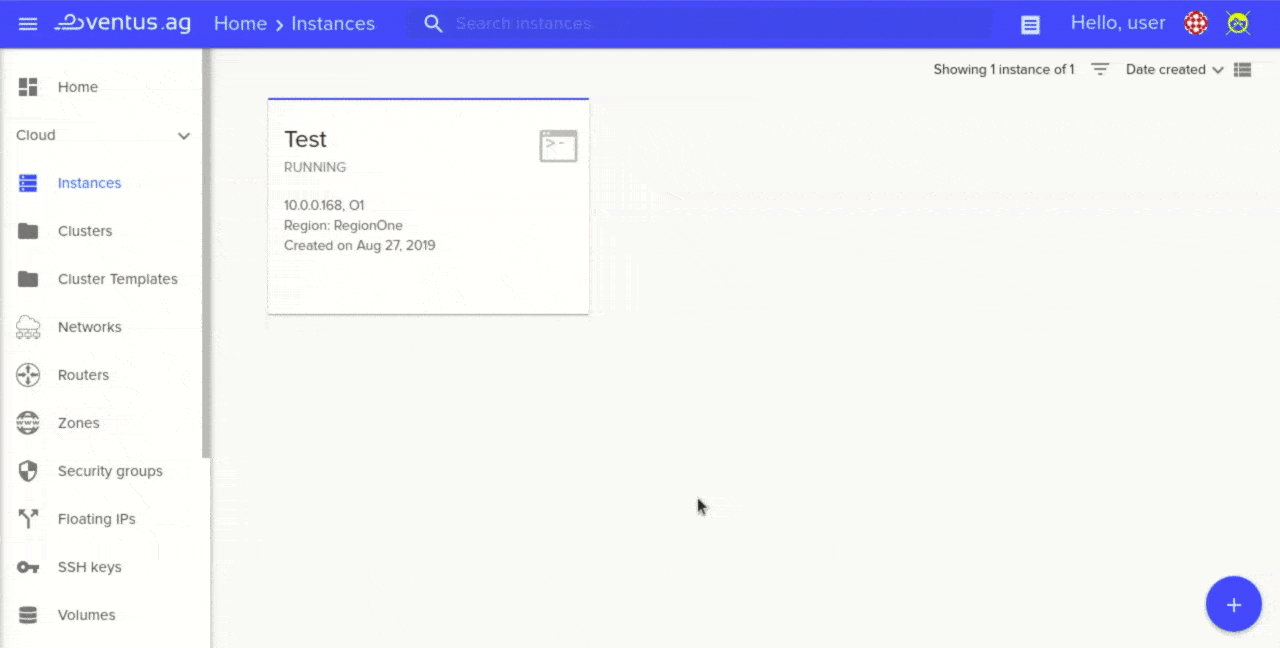 ventus.ag Home > Instances Search instances Hello, user
Showing 1 instance of 1 Date created
Home
Cloud
Instances
Clusters
Cluster Templates
Networks
Routers
Zones
Security groups
Floating IPs
SSH keys
Volumes
Test
RUNNING
10.0.0.168, O1
Region: RegionOne
Created on Aug 27, 2019